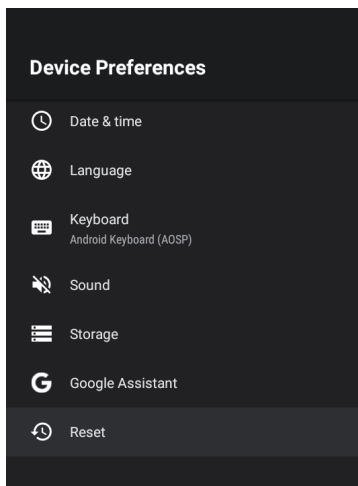 Device Preferences
Date & time
Language
Keyboard
Android Keyboard (AOSP)
Sound
Storage
Google Assistant
Reset